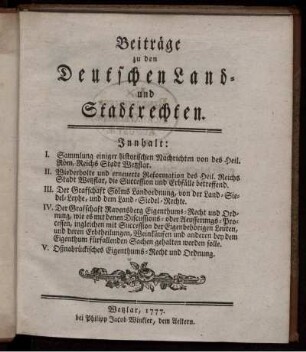 Beiträge
zu den
Deutschen Land-
und
Stadtrechten.
Innhalt:
I. Sammlung einiger historischen Nachrichten von des Heil.
Röm. Reichs Stadt Wetzlar.
II. Wiederholte und erneuerte Reformation des Heil. Reichs
Stadt Wetzlar, die Succession und Erbfälle betreffend.
III. Der Grafschaft Solms Landordnung, von der Land-Sie-
del Leyhe, und dem Land-Siedel-Rechte.
IV. Der Grafschaft Ravensberg Eigenthums-Recht und Ord-
nung, wie es mit denen Discussions- oder Aeusserungs-Pro-
cessen, ingleichen mit Succession der Eigenbehörigen Leuten,
und deren Erbtheilungen, Weinkäufen und anderen bey dem
Eigenthum fürfallenden Sachen gehalten werden solle.
V. Osnabrückisches Eigenthums-Recht und Ordnung.
Wetzlar, 1777.
bei Philipp Jacob Winkler, dem Aeltern.